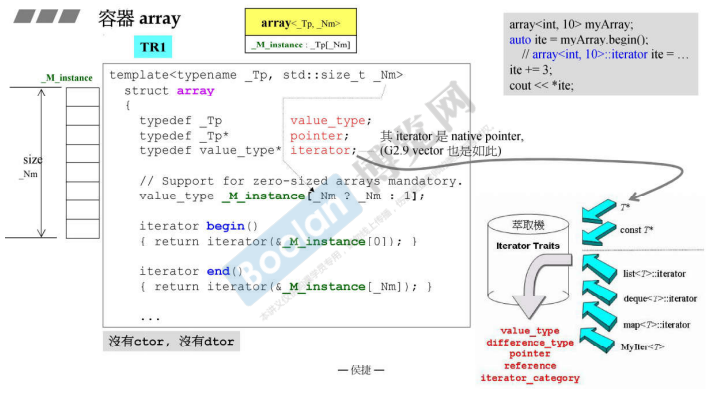 容器 array
TR1
array<_Tp, _Nm>
_M_instance : _Tp[_Nm]
array<int, 10> myArray;
auto ite = myArray.begin();
// array<int, 10>::iterator ite = …
ite += 3;
cout << *ite;
_M_instance
size
_Nm
template<typename _Tp, std::size_t _Nm>
struct array
{
typedef _Tp value_type;
typedef _Tp* pointer;
typedef value_type* iterator;
其 iterator 是 native pointer,
(G2.9 vector 也是如此)
// Support for zero-sized arrays mandatory.
value_type _M_instance[_Nm ? _Nm : 1];
iterator begin()
{ return iterator(&_M_instance[0]); }
iterator end()
{ return iterator(&_M_instance[_Nm]); }
...
沒有ctor, 沒有dtor
T*
const T*
萃取機
Iterator Traits
list<T>::iterator
deque<T>::iterator
map<T>::iterator
MyIter<T>
value_type
difference_type
pointer
reference
iterator_category
— 侯捷 —
Boolan 博览网